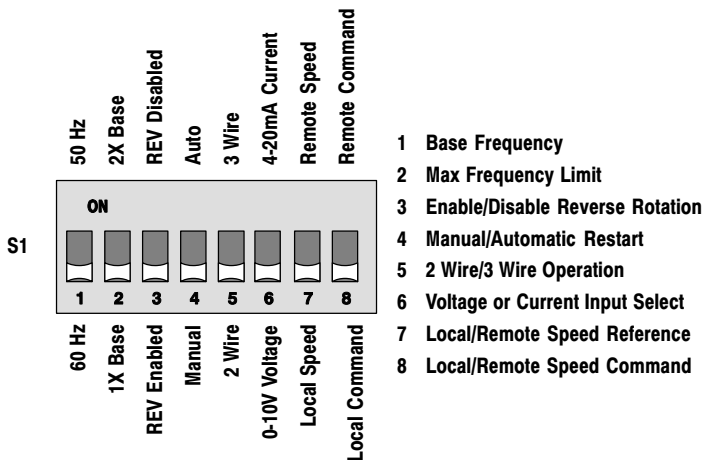 50 Hz
2X Base
REV Disabled
Auto
3 Wire
4-20mA Current
Remote Speed
Remote Command
S1
ON
1 2 3 4 5 6 7 8
60 Hz
1X Base
REV Enabled
Manual
2 Wire
0-10V Voltage
Local Speed
Local Command
1 Base Frequency
2 Max Frequency Limit
3 Enable/Disable Reverse Rotation
4 Manual/Automatic Restart
5 2 Wire/3 Wire Operation
6 Voltage or Current Input Select
7 Local/Remote Speed Reference
8 Local/Remote Speed Command